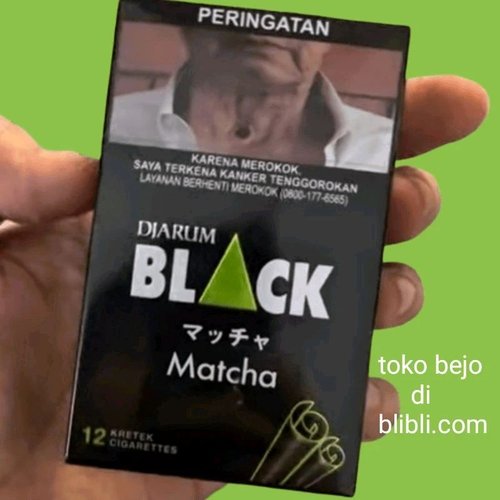 PERINGATAN
KARENA MEROKOK,
SAYA TERKENA KANKER TENGGOROKAN
LAYANAN BERHENTI MEROKOK (0800-177-6565)
DJARUM
BLACK
マッチャ
Matcha
12 KRETEK
CIGARETTES
toko bejo
di
blibli.com